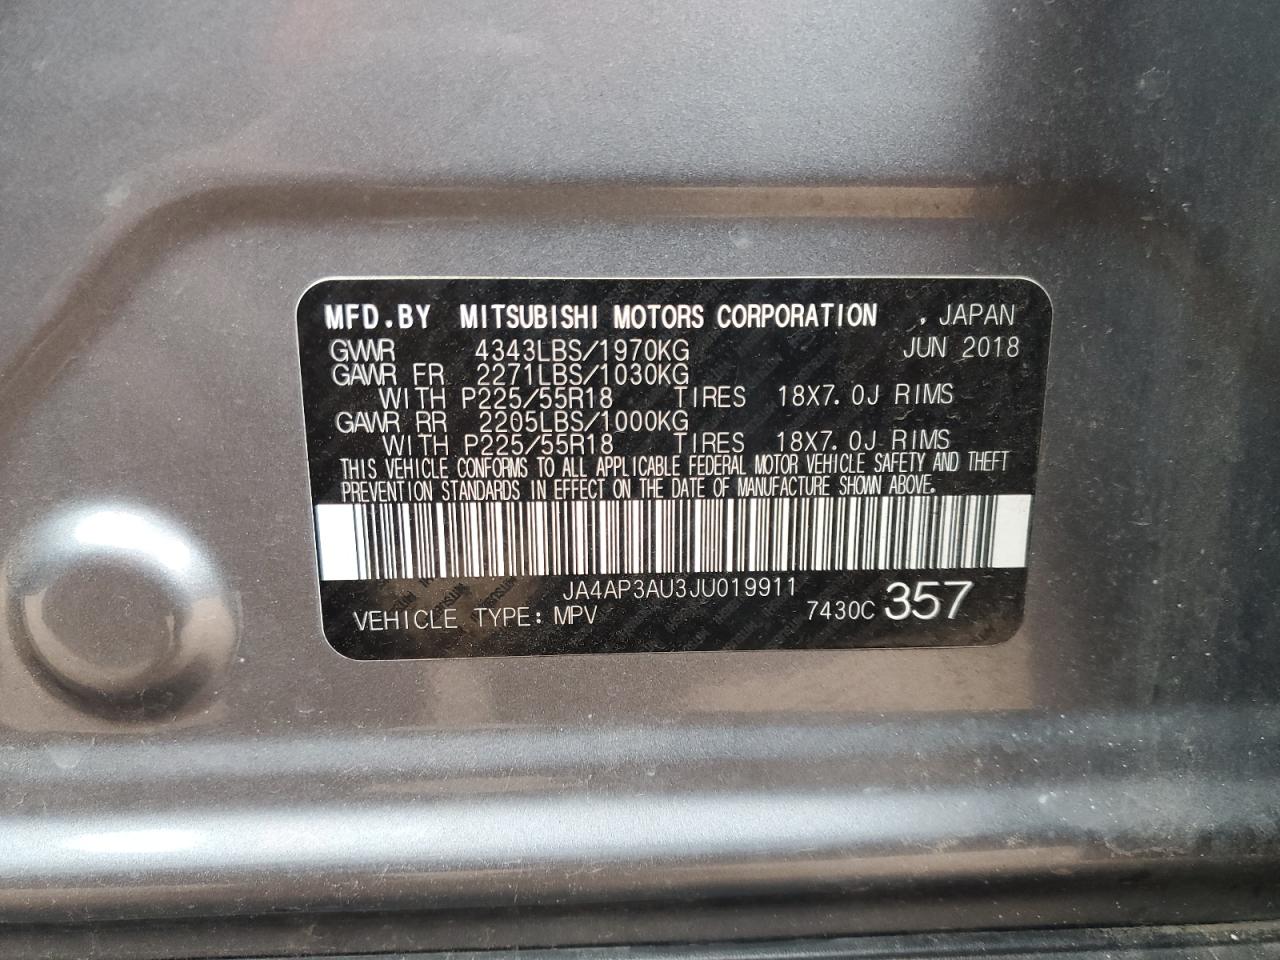 MFD.BY MITSUBISHI MOTORS CORPORATION , JAPAN
GVWR 4343LBS/1970KG JUN 2018
GAWR FR 2271LBS/1030KG
WITH P225/55R18 TIRES 18X7.0J RIMS
GAWR RR 2205LBS/1000KG
WITH P225/55R18 TIRES 18X7.0J RIMS
THIS VEHICLE CONFORMS TO ALL APPLICABLE FEDERAL MOTOR VEHICLE SAFETY AND THEFT
PREVENTION STANDARDS IN EFFECT ON THE DATE OF MANUFACTURE SHOWN ABOVE.
JA4AP3AU3JU019911
VEHICLE TYPE: MPV 7430C 357